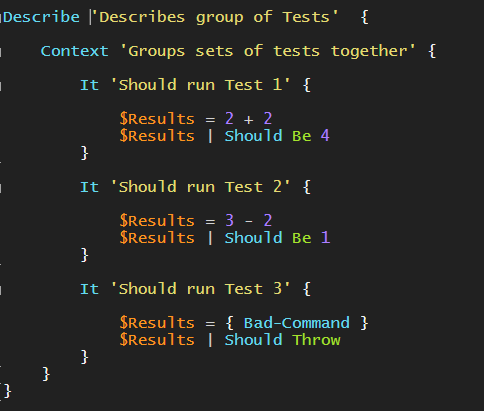 Describe 'Describes group of Tests'  {
    Context 'Groups sets of tests together' {
        It 'Should run Test 1' {
            $Results = 2 + 2
            $Results | Should Be 4
        }
        It 'Should run Test 2' {
            $Results = 3 - 2
            $Results | Should Be 1
        }
        It 'Should run Test 3' {
            $Results = { Bad-Command }
            $Results | Should Throw
        }
    }
}